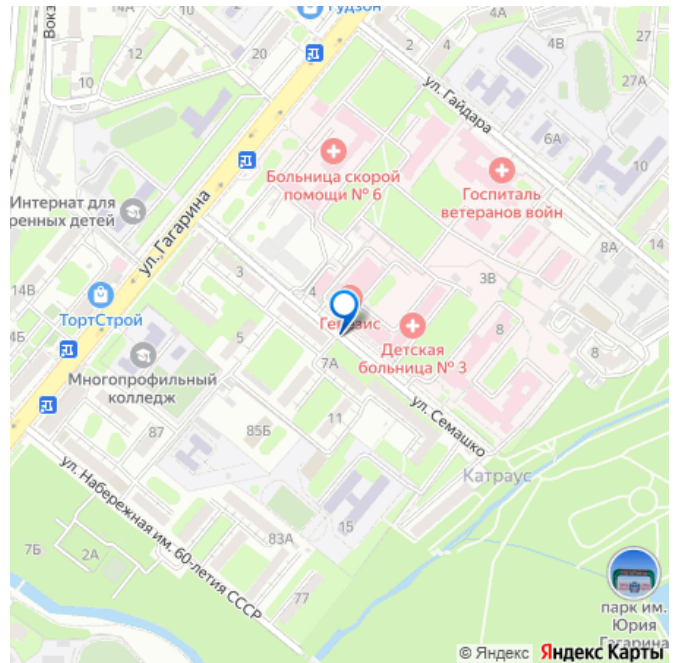 Гудзон
Вокз
10
12
20
2
4
4А
4В
27
27А
ул. Гайдара
6А
10
Больница скорой
помощи № 6
Госпиталь
ветеранов войн
Интернат для
ренных детей
ул. Гагарина
8А
14
3
4
3В
14В
ТортСтрой
Генезис
4Б
5
Детская
больница № 3
8
8
7А
Многопрофильный
колледж
ул. Семашко
87
85Б
11
Катраус
ул. Набережная им. 60-летия СССР
15
7Б
2А
83А
77
парк им.
Юрия
Гагарина
© Яндекс Яндекс Карты